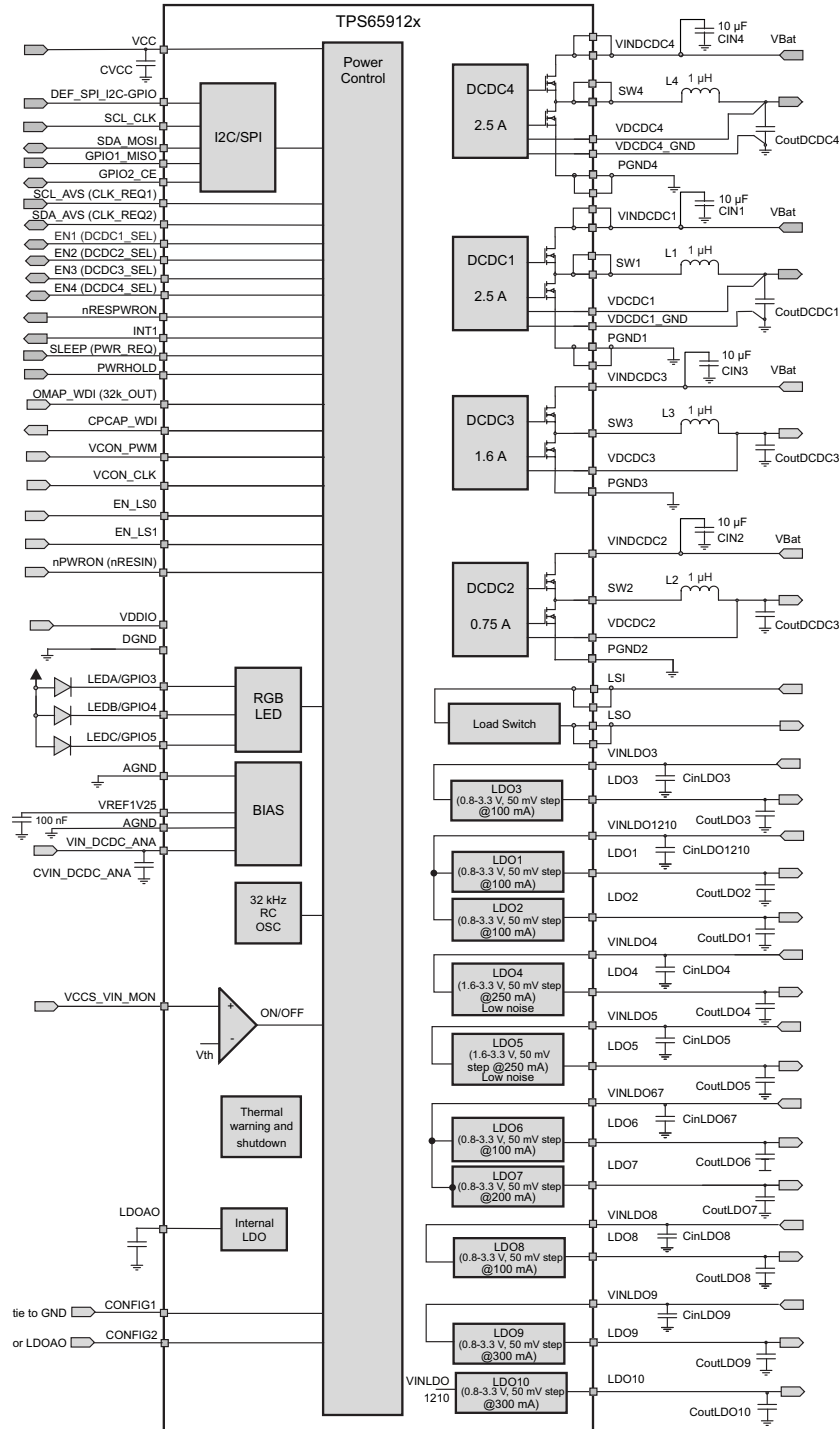 TPS65912x
VCC
CVCC
DEF_SPI_I2C-GPIO
SCL_CLK
SDA_MOSI
GPIO1_MISO
GPIO2_CE
SCL_AVS (CLK_REQ1)
SDA_AVS (CLK_REQ2)
EN1 (DCDC1_SEL)
EN2 (DCDC2_SEL)
EN3 (DCDC3_SEL)
EN4 (DCDC4_SEL)
nRESPWRON
INT1
SLEEP (PWR_REQ)
PWRHOLD
OMAP_WDI (32k_OUT)
CPCAP_WDI
VCON_PWM
VCON_CLK
EN_LS0
EN_LS1
nPWRON (nRESIN)
VDDIO
DGND
LEDA/GPIO3
LEDB/GPIO4
LEDC/GPIO5
AGND
VREF1V25
100 nF
AGND
VIN_DCDC_ANA
CVIN_DCDC_ANA
VCCS_VIN_MON
LDOAO
tie to GND
CONFIG1
or LDOAO
CONFIG2
I2C/SPI
RGB
LED
BIAS
32 kHz
RC
OSC
+
-
Vth
ON/OFF
Thermal
warning and
shutdown
Internal
LDO
Power
Control
DCDC4
2.5 A
VINDCDC4
10 µF
CIN4
VBat
SW4
L4
1 µH
VDCDC4
VDCDC4_GND
CoutDCDC4
PGND4
DCDC1
2.5 A
VINDCDC1
10 µF
CIN1
VBat
SW1
L1
1 µH
VDCDC1
VDCDC1_GND
CoutDCDC1
PGND1
DCDC3
1.6 A
VINDCDC3
10 µF
CIN3
VBat
SW3
L3
1 µH
VDCDC3
CoutDCDC3
PGND3
DCDC2
0.75 A
VINDCDC2
10 µF
CIN2
VBat
SW2
L2
1 µH
VDCDC2
CoutDCDC3
PGND2
Load Switch
LSI
LSO
VINLDO3
CinLDO3
LDO3
(0.8-3.3 V, 50 mV step
@100 mA)
LDO3
CoutLDO3
VINLDO1210
CinLDO1210
LDO1
(0.8-3.3 V, 50 mV step
@100 mA)
LDO1
CoutLDO2
LDO2
(0.8-3.3 V, 50 mV step
@100 mA)
LDO2
CoutLDO1
VINLDO4
CinLDO4
LDO4
(1.6-3.3 V, 50 mV step
@250 mA)
Low noise
LDO4
CoutLDO4
VINLDO5
CinLDO5
LDO5
(1.6-3.3 V, 50 mV
step @250 mA)
Low noise
LDO5
CoutLDO5
VINLDO67
CinLDO67
LDO6
(0.8-3.3 V, 50 mV step
@100 mA)
LDO6
CoutLDO6
LDO7
(0.8-3.3 V, 50 mV step
@200 mA)
LDO7
CoutLDO7
VINLDO8
CinLDO8
LDO8
(0.8-3.3 V, 50 mV step
@100 mA)
LDO8
CoutLDO8
VINLDO9
CinLDO9
LDO9
(0.8-3.3 V, 50 mV step
@300 mA)
LDO9
CoutLDO9
VINLDO
1210
LDO10
(0.8-3.3 V, 50 mV step
@300 mA)
LDO10
CoutLDO10